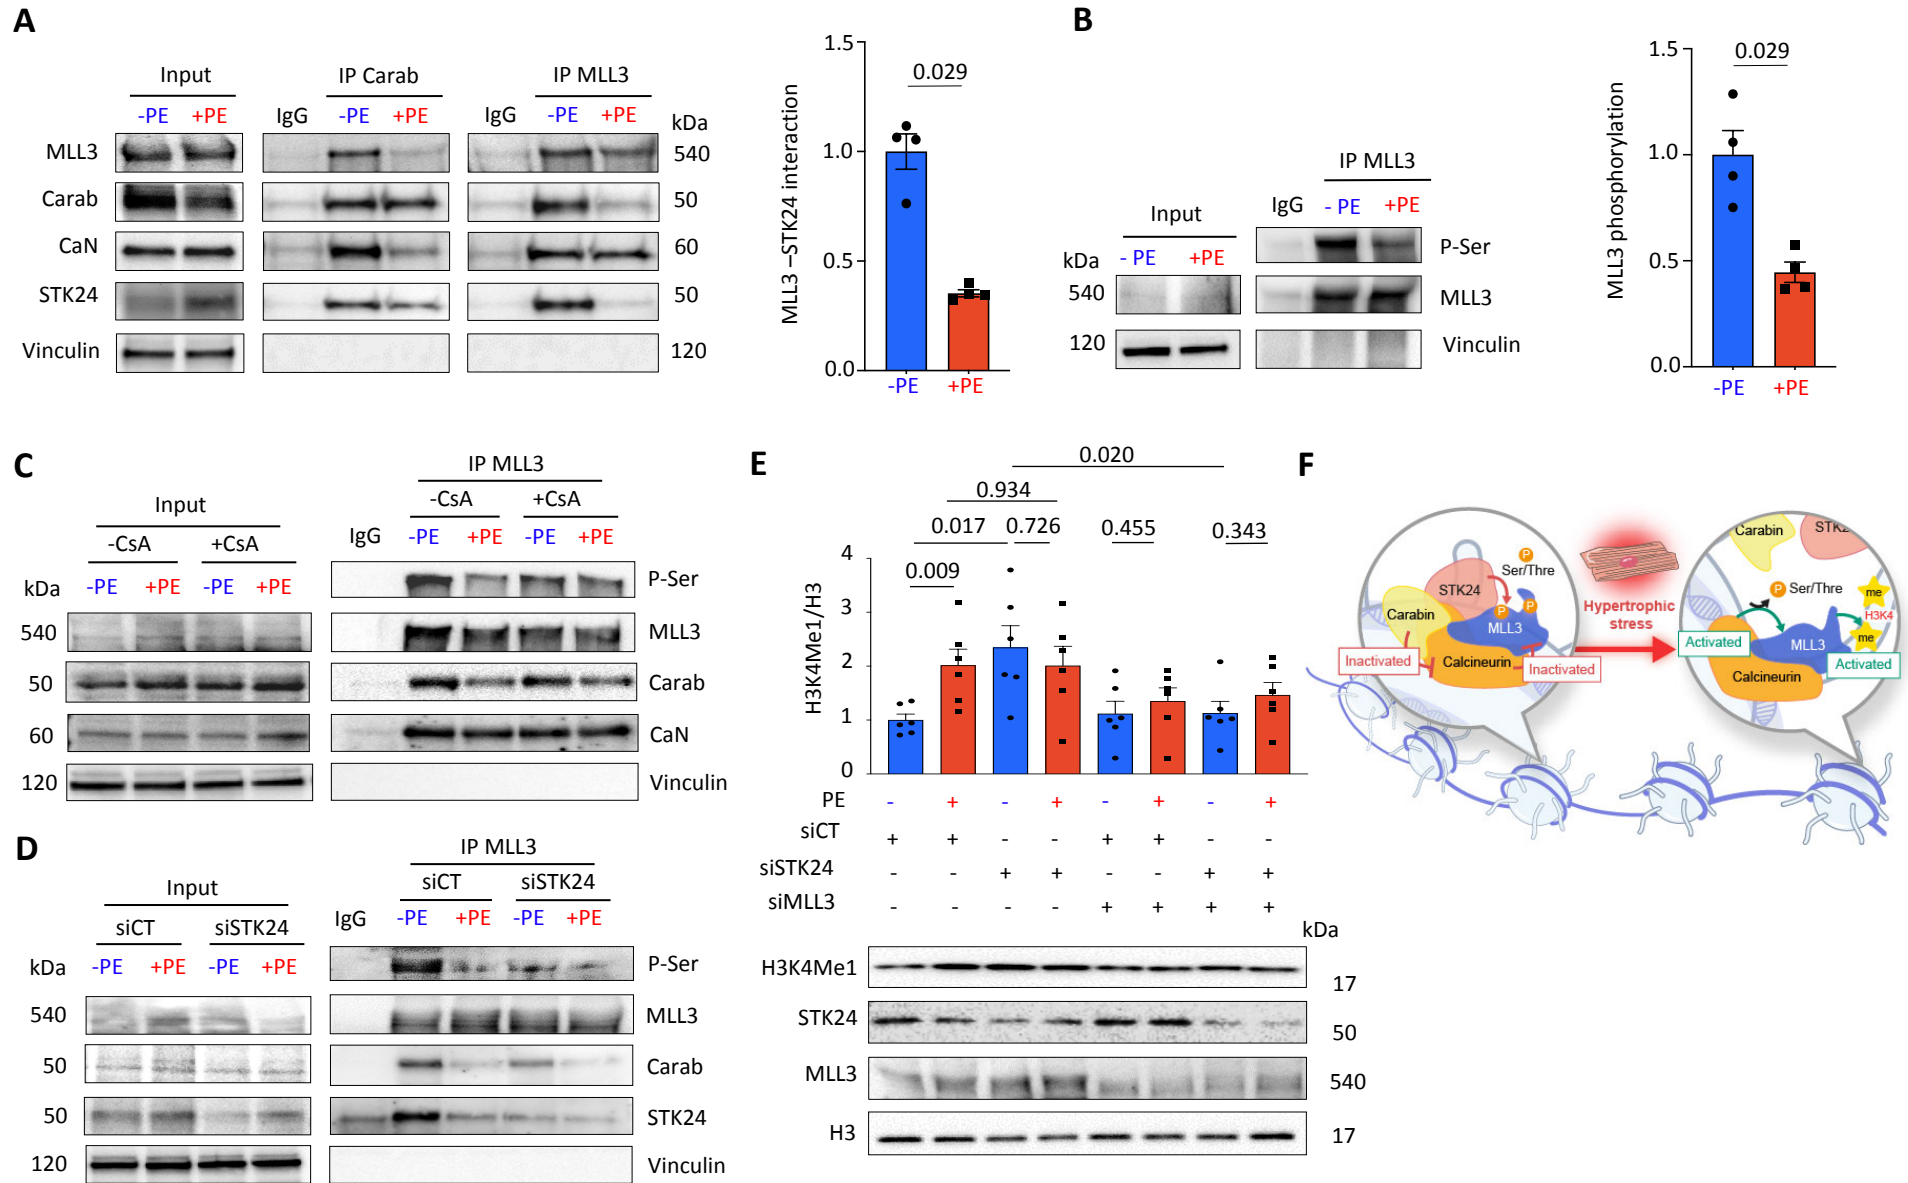 A
Input
IP Carab
IP MLL3
-PE +PE
IgG -PE +PE
IgG -PE +PE
kDa
MLL3
540
Carab
50
CaN
60
STK24
50
Vinculin
120
MLL3 –STK24 interaction
1.5
1.0
0.5
0.0
0.029
-PE +PE
B
Input
IP MLL3
kDa - PE +PE
IgG - PE +PE
P-Ser
540
MLL3
120
Vinculin
MLL3 phosphorylation
1.5
1.0
0.5
0.0
0.029
-PE +PE
C
Input
IP MLL3
-CsA +CsA
-CsA +CsA
kDa -PE +PE -PE +PE
IgG -PE +PE -PE +PE
P-Ser
540
MLL3
50
Carab
60
CaN
120
Vinculin
D
Input
IP MLL3
siCT siSTK24
siCT siSTK24
kDa -PE +PE -PE +PE
IgG -PE +PE -PE +PE
P-Ser
540
MLL3
50
Carab
50
STK24
120
Vinculin
E
0.020
0.934
0.017 0.726 0.455 0.343
0.009
H3K4Me1/H3
4
3
2
1
0
PE - + - + - + - +
siCT + + - - + + - -
siSTK24 - - + + - - + +
siMLL3 - - - - + + + +
kDa
H3K4Me1
17
STK24
50
MLL3
540
H3
17
F
P
Ser/Thre
STK24
Carabin
P
P
MLL3
Calcineurin
Inactivated
Inactivated
Hypertrophic
stress
Carabin
STK2
P Ser/Thre
me
H3K4
me
Activated
MLL3
Activated
Calcineurin